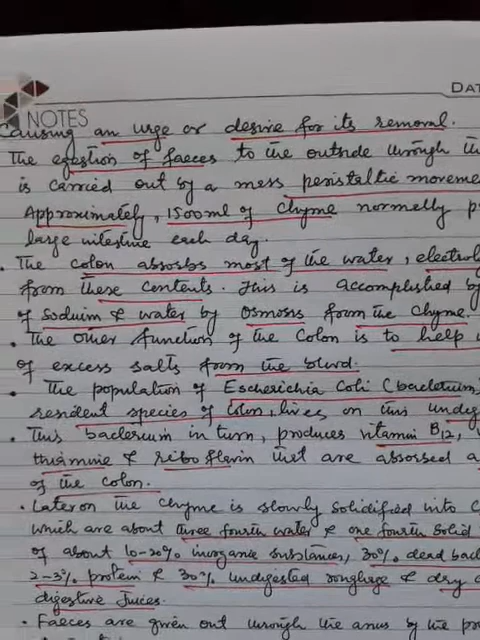 DAT
NOTES
Causing an urge or desire for its removal.
The egestion of faeces to the outside through th
is carried out by a mass peristaltic moveme
Approximately, 1500 ml of chyme normally p
large intestine each day.
• The colon absorbs most of the water, electrol
from these contents. This is accomplished by
of Sodium & water by Osmosis from the chyme.
• The other function of the Colon is to help
of excess salts from the blood.
• The population of Escherichia Coli (bacterium)
resident species of Colon, lives on this undig
• This bacterium in turn, produces vitamin B12,
thiamine & riboflavin that are absorbed a
of the colon.
• Later on the chyme is slowly solidified into C
which are about three fourth water & one fourth solid
of about 10-20% inorganic substances, 30% dead bac
2-3% protein & 30% undigested roughage & dry
digestive Juices.
• Faeces are given out through the anus by the pro